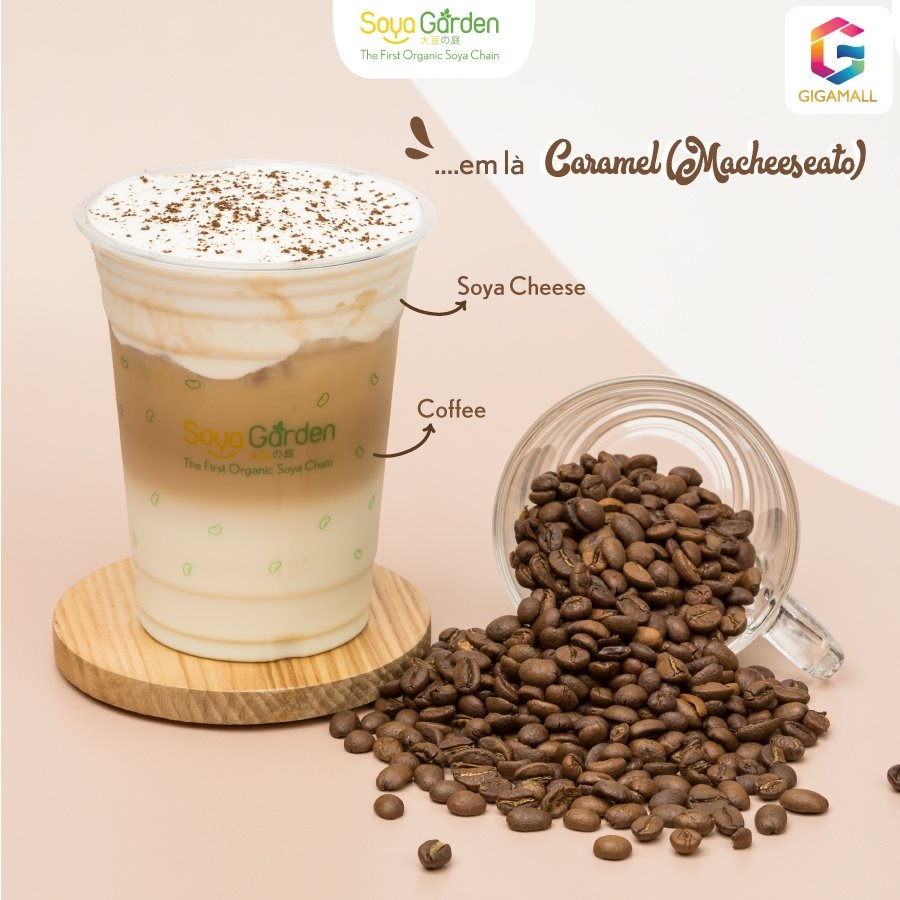 Soya Garden
大豆の庭
The First Organic Soya Chain
GIGAMALL
....em là Caramel (Macheeseato)
Soya Cheese
Coffee
Soya Garden
大豆の庭
The First Organic Soya Chain